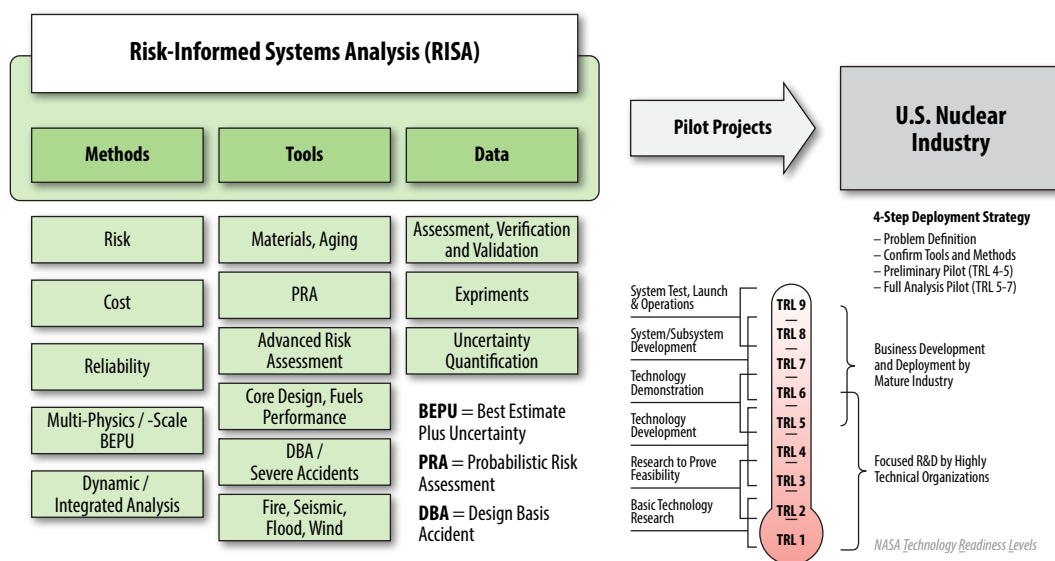 Risk-Informed Systems Analysis (RISA)
Methods
Tools
Data
Risk
Cost
Reliability
Multi-Physics / -Scale
BEPU
Dynamic /
Integrated Analysis
Materials, Aging
PRA
Advanced Risk
Assessment
Core Design, Fuels
Performance
DBA /
Severe Accidents
Fire, Seismic,
Flood, Wind
Assessment, Verification
and Validation
Expriments
Uncertainty
Quantification
BEPU = Best Estimate
Plus Uncertainty
PRA = Probabilistic Risk
Assessment
DBA = Design Basis
Accident
Pilot Projects
U.S. Nuclear
Industry
4-Step Deployment Strategy
– Problem Definition
– Confirm Tools and Methods
– Preliminary Pilot (TRL 4-5)
– Full Analysis Pilot (TRL 5-7)
System Test, Launch
& Operations
System/Subsystem
Development
Technology
Demonstration
Technology
Development
Research to Prove
Feasibility
Basic Technology
Research
TRL 9
TRL 8
TRL 7
TRL 6
TRL 5
TRL 4
TRL 3
TRL 2
TRL 1
Business Development
and Deployment by
Mature Industry
Focused R&D by Highly
Technical Organizations
NASA Technology Readiness Levels